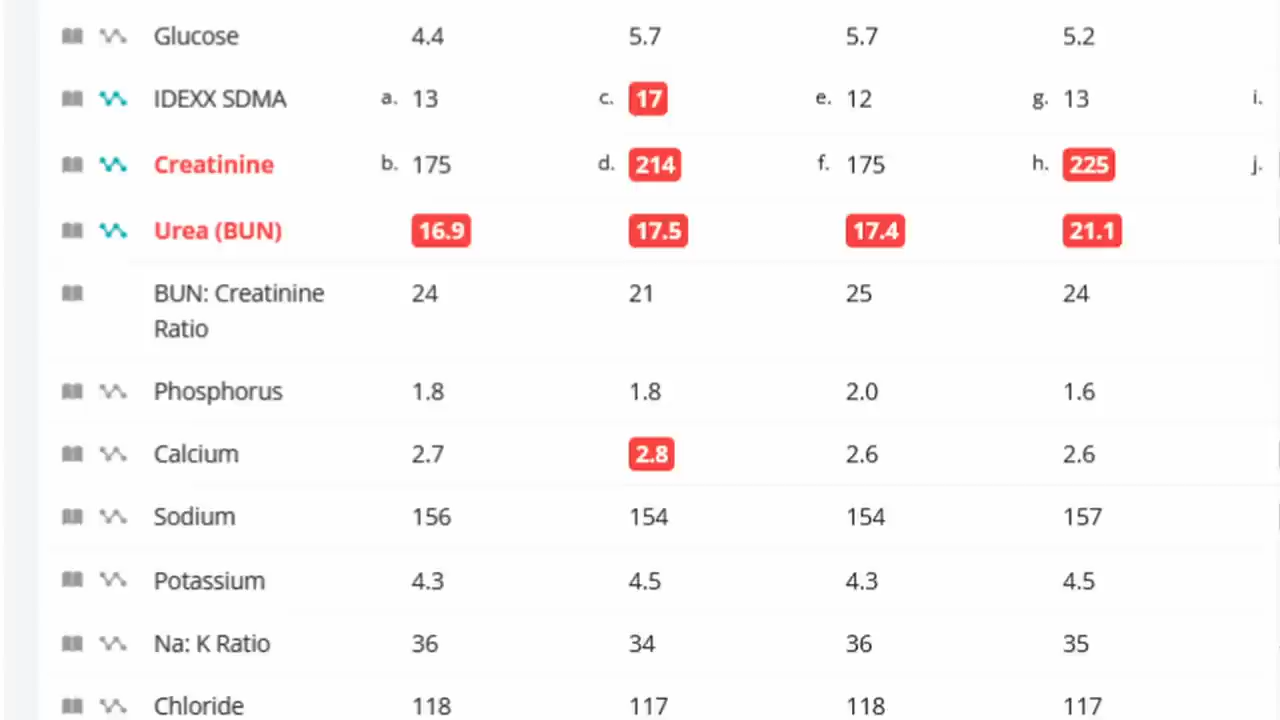 Glucose 4.4 5.7 5.7 5.2
IDEXX SDMA a. 13 c. 17 e. 12 g. 13 i.
Creatinine b. 175 d. 214 f. 175 h. 225 j.
Urea (BUN) 16.9 17.5 17.4 21.1
BUN: Creatinine 24 21 25 24
Ratio
Phosphorus 1.8 1.8 2.0 1.6
Calcium 2.7 2.8 2.6 2.6
Sodium 156 154 154 157
Potassium 4.3 4.5 4.3 4.5
Na: K Ratio 36 34 36 35
Chloride 118 117 118 117